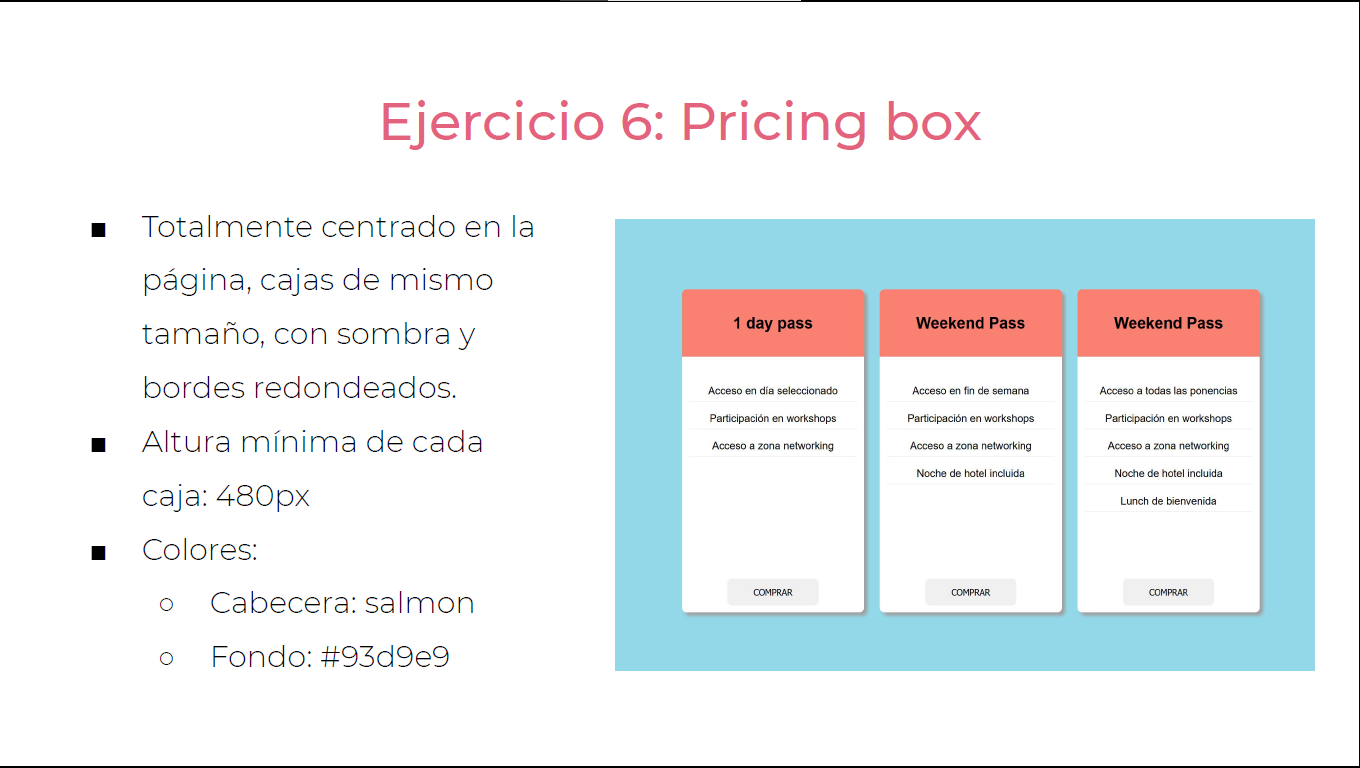 Ejercicio 6: Pricing box
■ Totalmente centrado en la
página, cajas de mismo
tamaño, con sombra y
bordes redondeados.
■ Altura mínima de cada
caja: 480px
■ Colores:
○ Cabecera: salmon
○ Fondo: #93d9e9
1 day pass
Acceso en día seleccionado
Participación en workshops
Acceso a zona networking
COMPRAR
Weekend Pass
Acceso en fin de semana
Participación en workshops
Acceso a zona networking
Noche de hotel incluida
COMPRAR
Weekend Pass
Acceso a todas las ponencias
Participación en workshops
Acceso a zona networking
Noche de hotel incluida
Lunch de bienvenida
COMPRAR